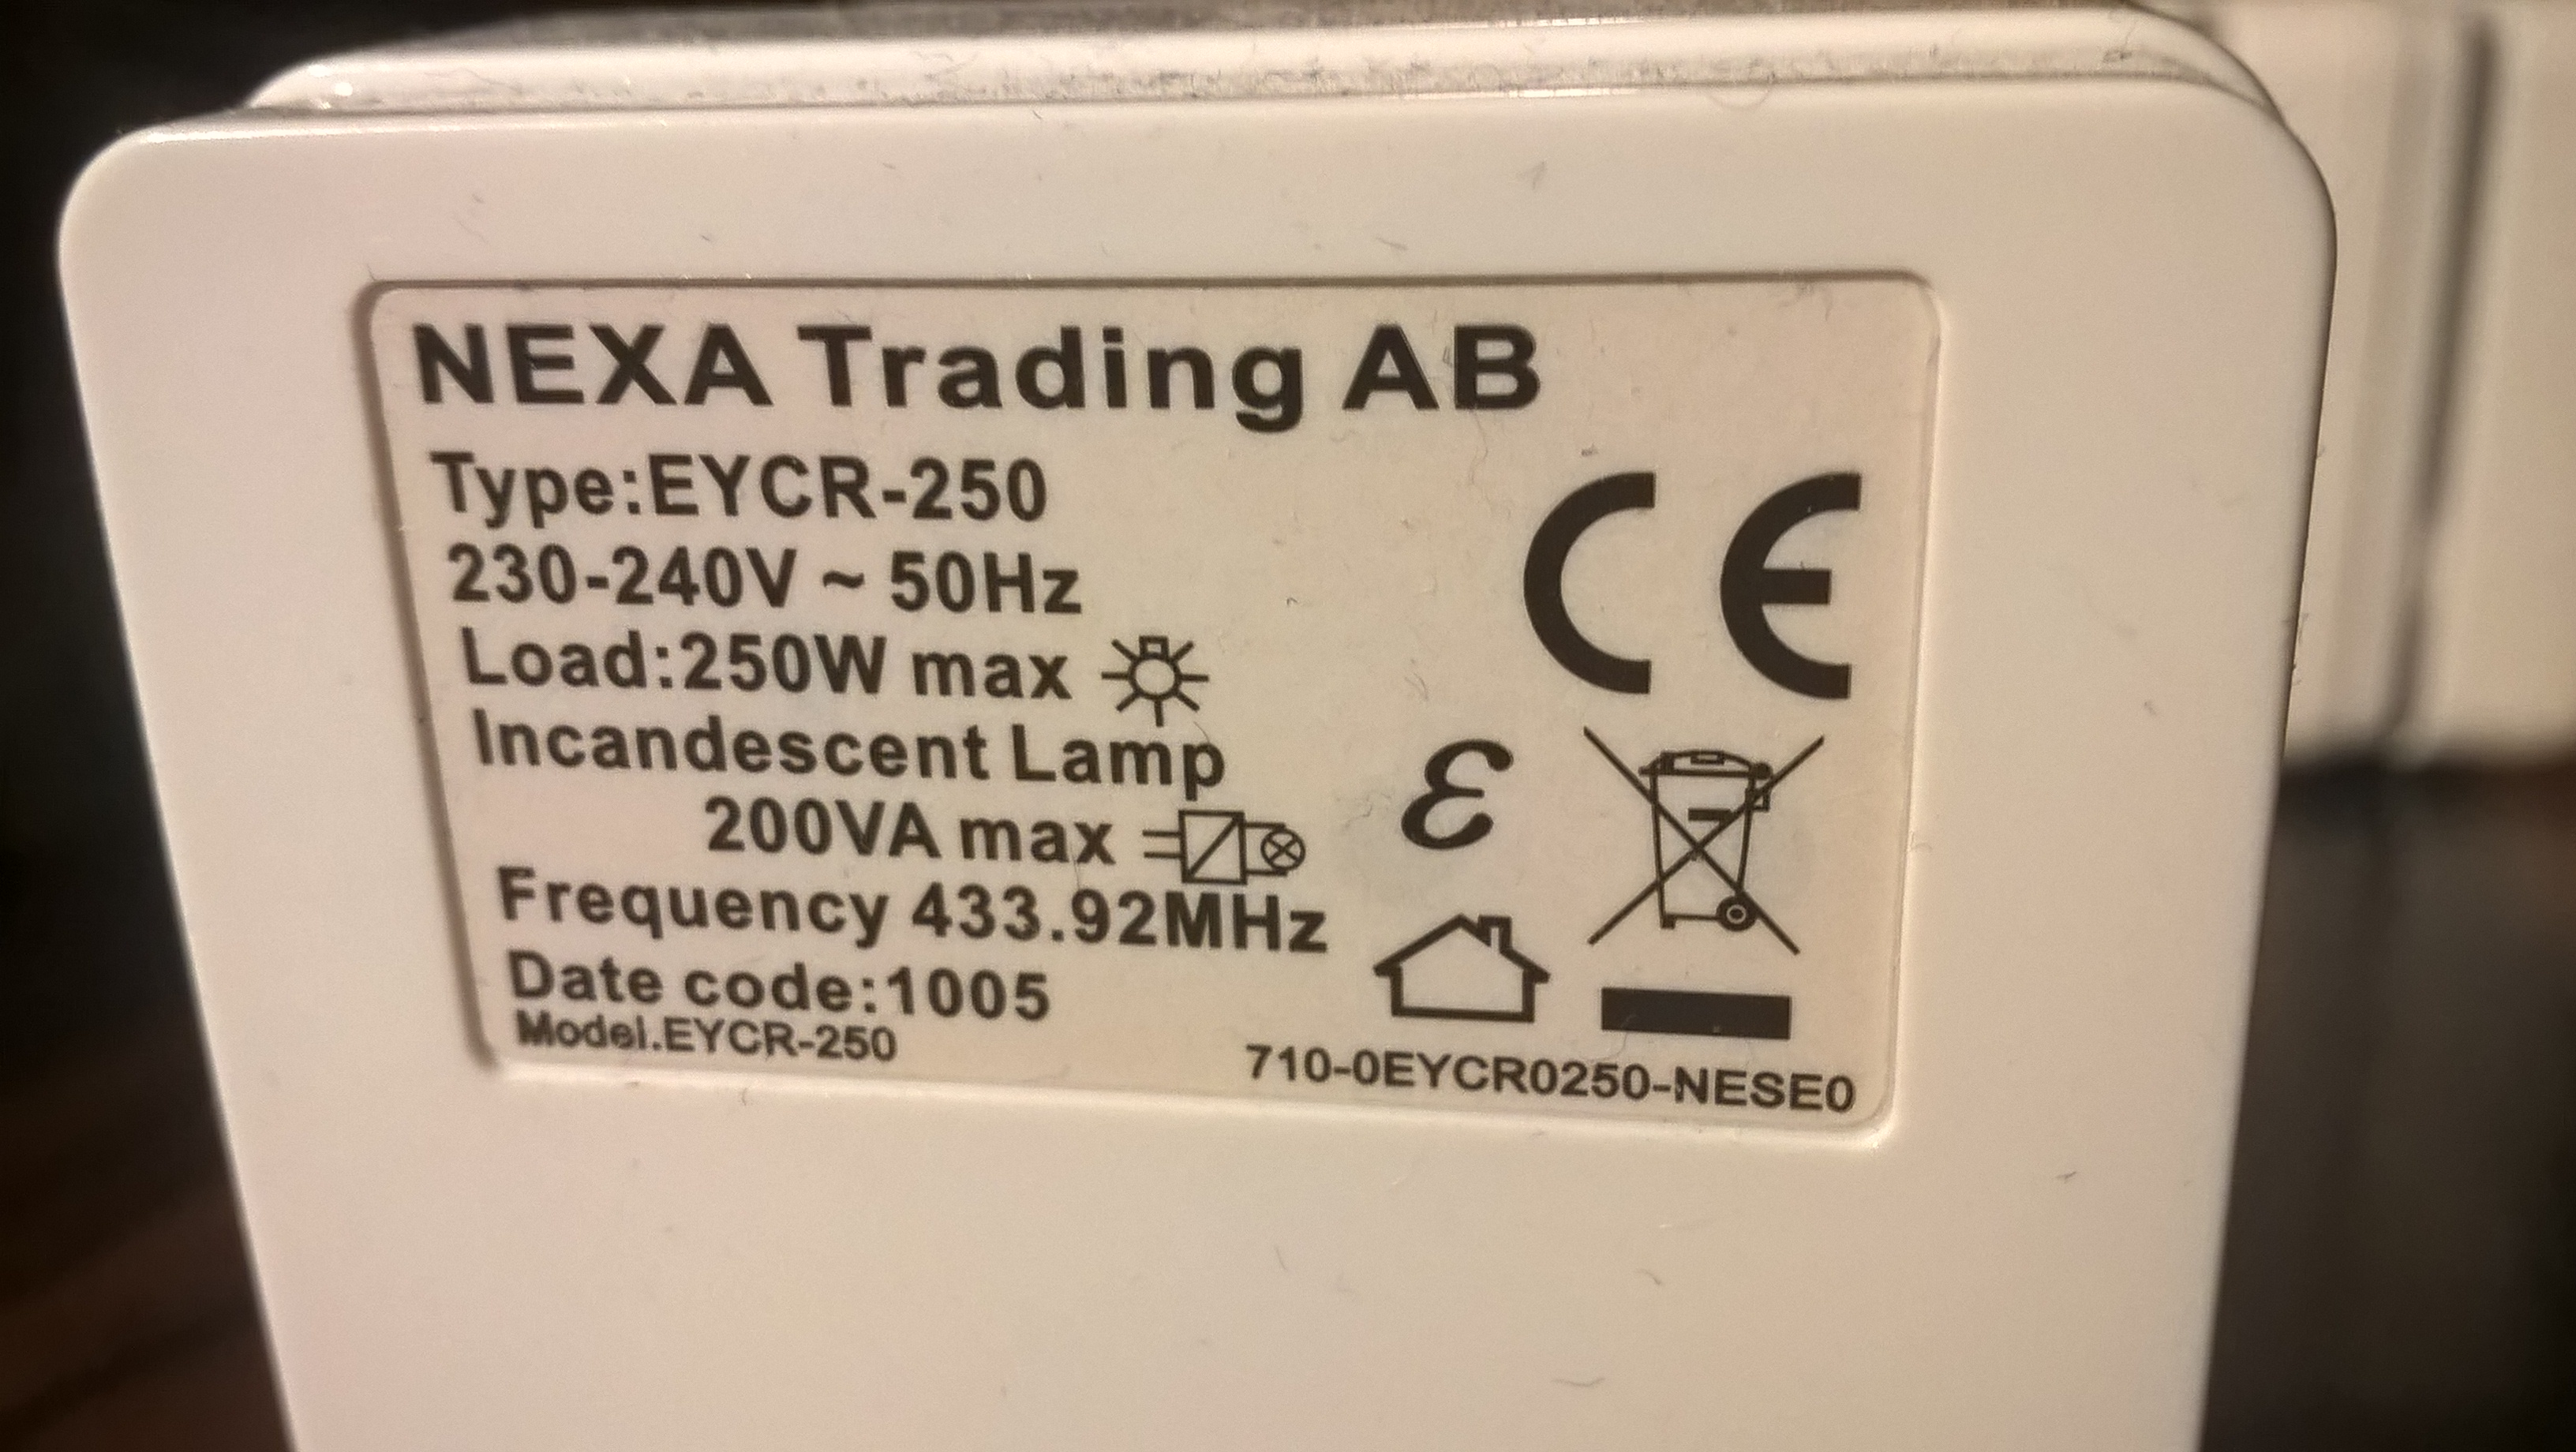 NEXA Trading AB
Type:EYCR-250
230-240V ~ 50Hz
Load:250W max
Incandescent Lamp
200VA max
Frequency 433.92MHz
Date code:1005
Model.EYCR-250
CE
ε
710-0EYCR0250-NESE0